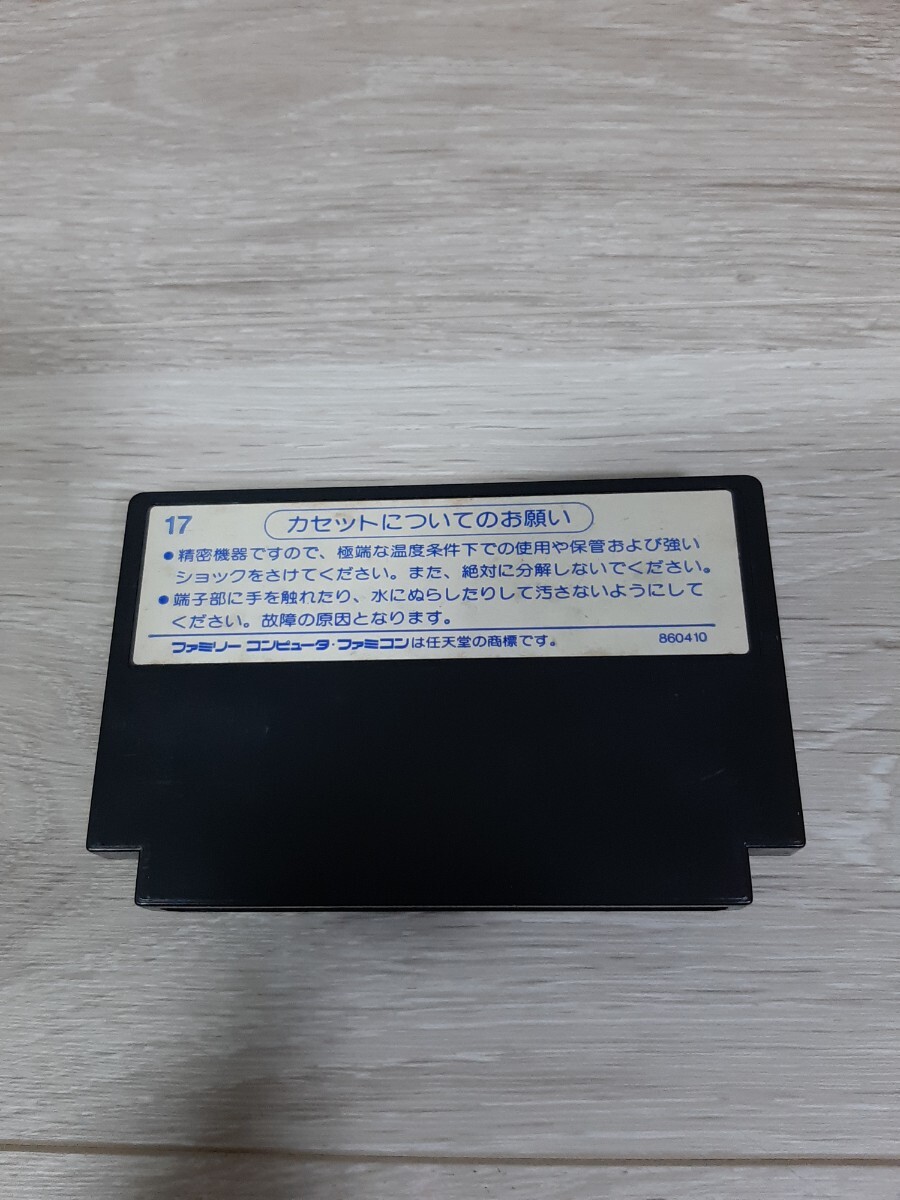 17
カセットについてのお願い
●精密機器ですので、極端な温度条件下での使用や保管および強い
ショックをさけてください。また、絶対に分解しないでください。
●端子部に手を触れたり、水にぬらしたりして汚さないようにして
ください。故障の原因となります。
ファミリー コンピュータ・ファミコンは任天堂の商標です。 860410